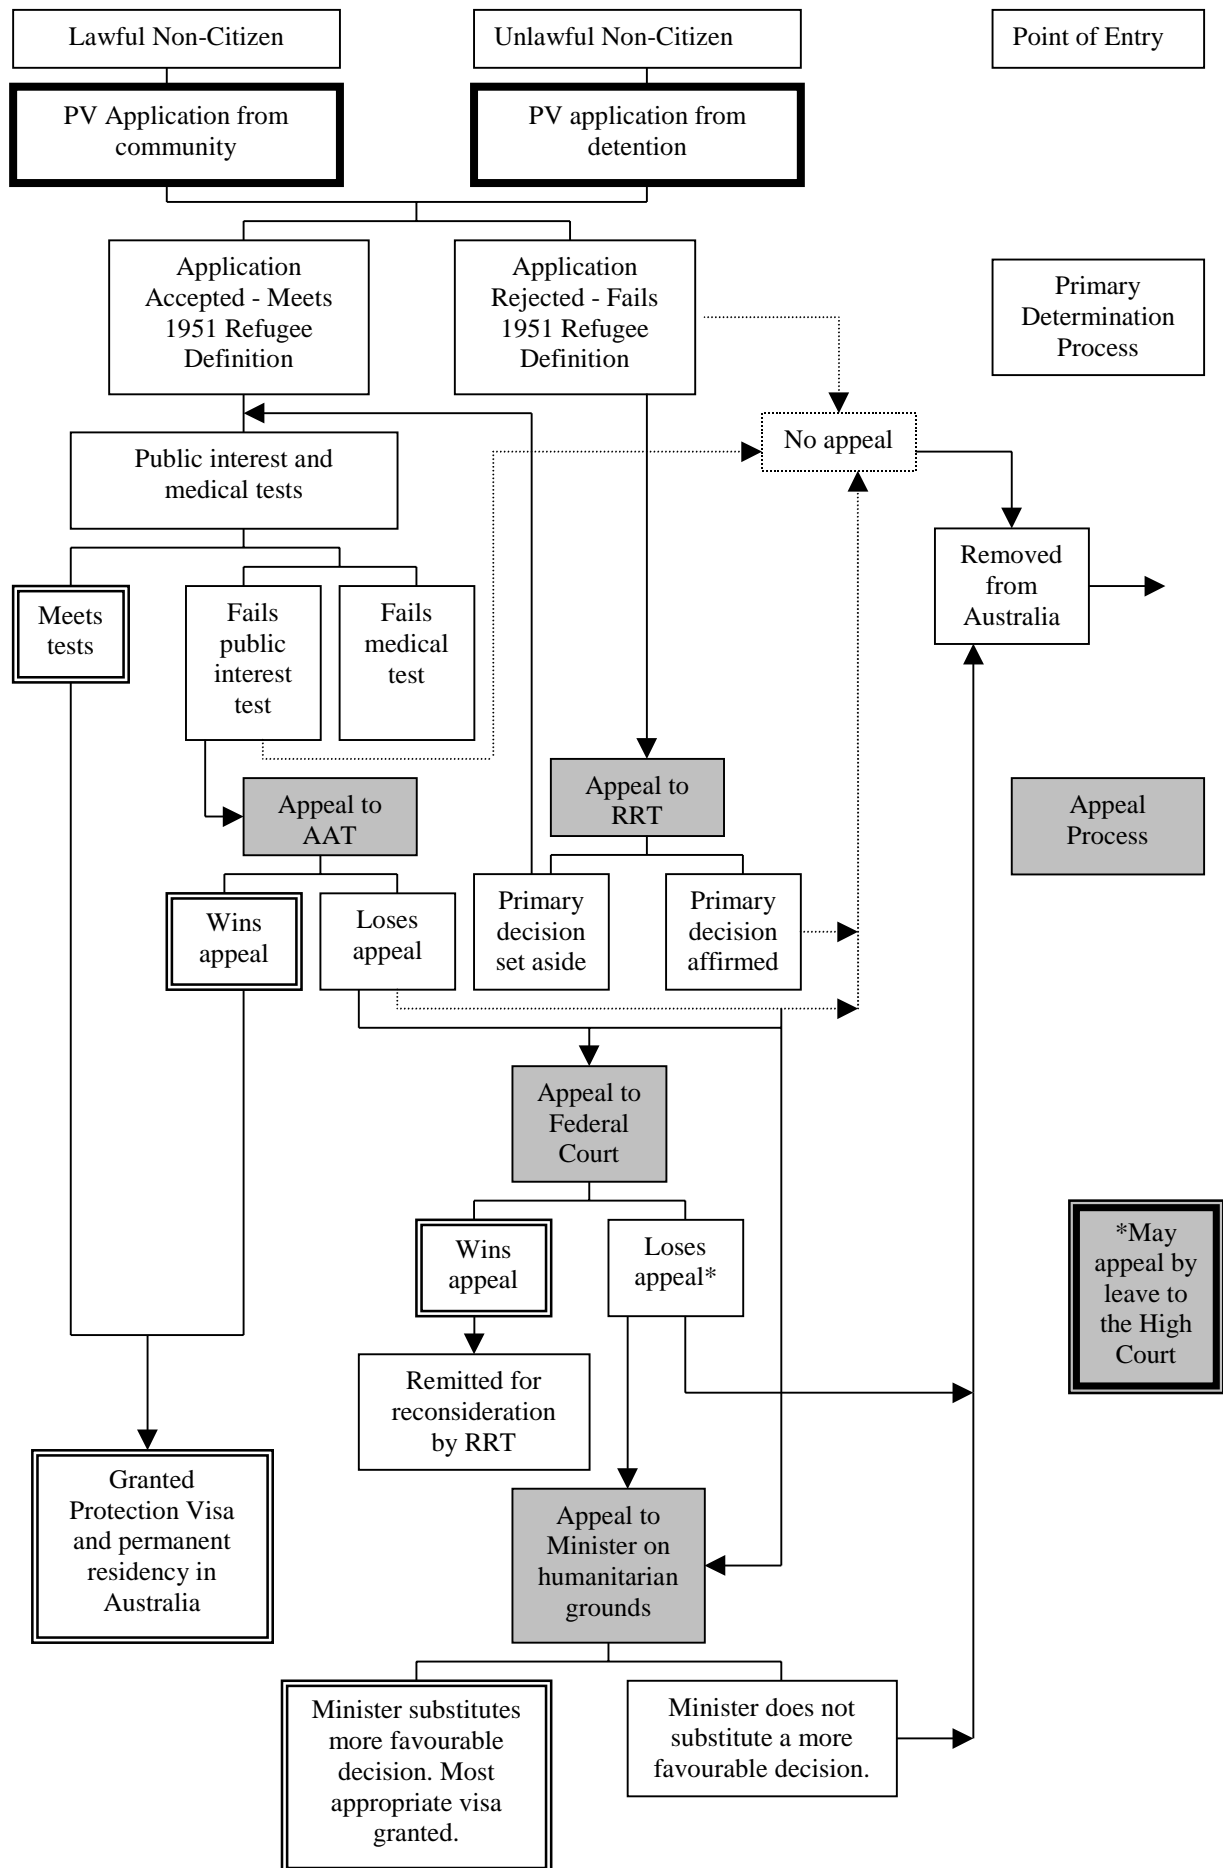 Lawful Non-Citizen
Unlawful Non-Citizen
Point of Entry
PV Application from
community
PV application from
detention
Application
Accepted - Meets
1951 Refugee
Definition
Application
Rejected - Fails
1951 Refugee
Definition
Primary
Determination
Process
No appeal
Public interest and
medical tests
Removed
from
Australia
Meets
tests
Fails
public
interest
test
Fails
medical
test
Appeal to
AAT
Appeal to
RRT
Appeal
Process
Wins
appeal
Loses
appeal
Primary
decision
set aside
Primary
decision
affirmed
Appeal to
Federal
Court
Wins
appeal
Loses
appeal*
*May
appeal by
leave to
the High
Court
Remitted for
reconsideration
by RRT
Granted
Protection Visa
and permanent
residency in
Australia
Appeal to
Minister on
humanitarian
grounds
Minister substitutes
more favourable
decision. Most
appropriate visa
granted.
Minister does not
substitute a more
favourable decision.